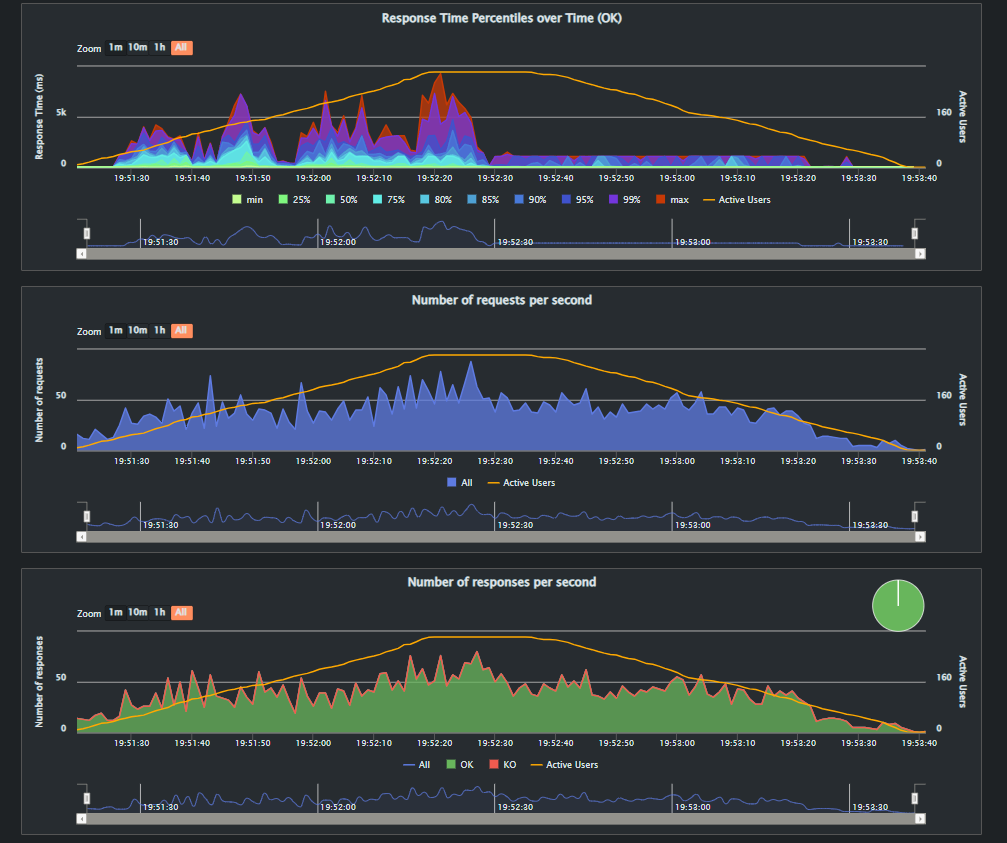 Response Time Percentiles over Time (OK)
Zoom 1m 10m 1h All
Response Time (ms)
5k
0
Active Users
160
0
19:51:30 19:51:40 19:51:50 19:52:00 19:52:10 19:52:20 19:52:30 19:52:40 19:52:50 19:53:00 19:53:10 19:53:20 19:53:30 19:53:40
min 25% 50% 75% 80% 85% 90% 95% 99% max Active Users
19:51:30 19:52:00 19:52:30 19:53:00 19:53:30
Number of requests per second
Zoom 1m 10m 1h All
Number of requests
50
0
Active Users
160
0
19:51:30 19:51:40 19:51:50 19:52:00 19:52:10 19:52:20 19:52:30 19:52:40 19:52:50 19:53:00 19:53:10 19:53:20 19:53:30 19:53:40
All Active Users
19:51:30 19:52:00 19:52:30 19:53:00 19:53:30
Number of responses per second
Zoom 1m 10m 1h All
Number of responses
50
0
Active Users
160
0
19:51:30 19:51:40 19:51:50 19:52:00 19:52:10 19:52:20 19:52:30 19:52:40 19:52:50 19:53:00 19:53:10 19:53:20 19:53:30 19:53:40
All OK KO Active Users
19:51:30 19:52:00 19:52:30 19:53:00 19:53:30